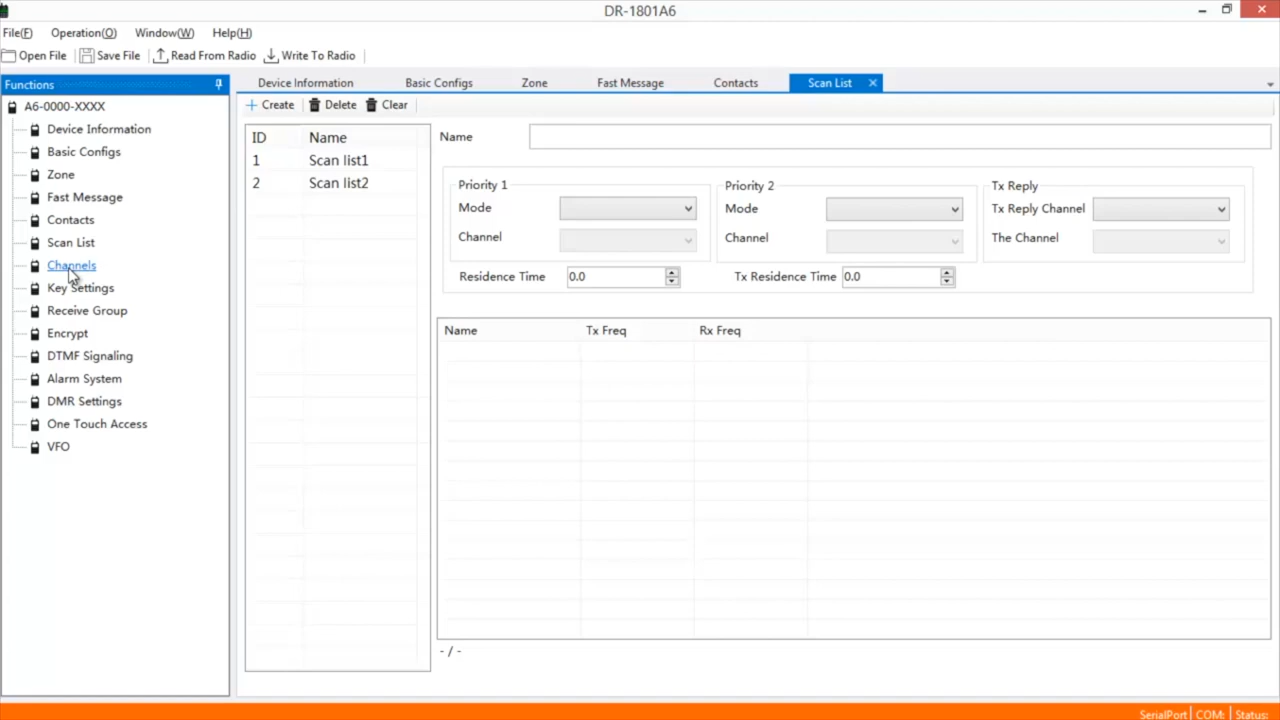 DR-1801A6
File(F) Operation(O) Window(W) Help(H)
Open File Save File Read From Radio Write To Radio
Functions
A6-0000-XXXX
Device Information
Basic Configs
Zone
Fast Message
Contacts
Scan List
Channels
Key Settings
Receive Group
Encrypt
DTMF Signaling
Alarm System
DMR Settings
One Touch Access
VFO
Device Information Basic Configs Zone Fast Message Contacts Scan List
Create Delete Clear
ID Name
1 Scan list1
2 Scan list2
Name
Priority 1
Mode
Channel
Priority 2
Mode
Channel
Tx Reply
Tx Reply Channel
The Channel
Residence Time 0.0 Tx Residence Time 0.0
Name Tx Freq Rx Freq
- / -
SerialPort COM: Status: